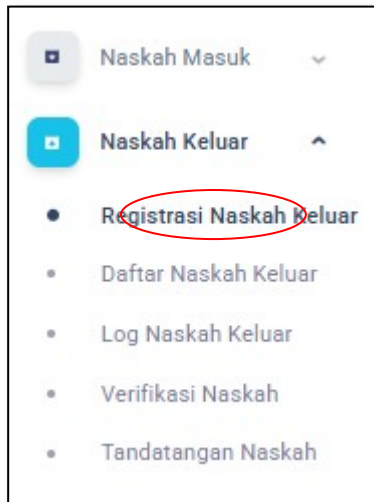 Naskah Masuk
Naskah Keluar
Registrasi Naskah Keluar
Daftar Naskah Keluar
Log Naskah Keluar
Verifikasi Naskah
Tandatangan Naskah